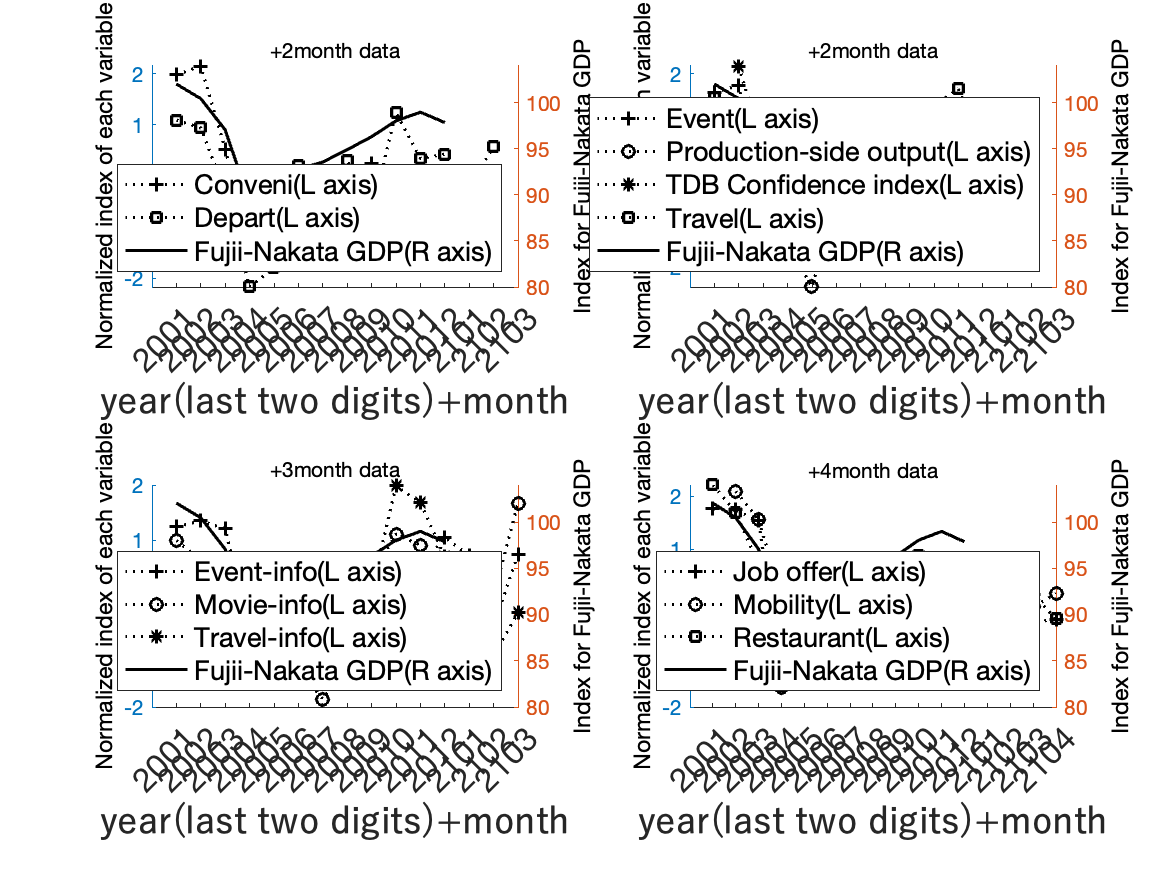 +2month data
Normalized index of each variable
2
1
-2
100
95
90
85
80
Index for Fujii-Nakata GDP
Conveni(L axis)
Depart(L axis)
Fujii-Nakata GDP(R axis)
2001
2002
2003
2004
2005
2006
2007
2008
2009
2010
2011
2012
2101
2102
2103
year(last two digits)+month
+2month data
2
100
95
90
85
80
Index for Fujii-Nakata GDP
Event(L axis)
Production-side output(L axis)
TDB Confidence index(L axis)
Travel(L axis)
Fujii-Nakata GDP(R axis)
2001
2002
2003
2004
2005
2006
2007
2008
2009
2010
2011
2012
2101
2102
2103
year(last two digits)+month
+3month data
Normalized index of each variable
2
1
-2
100
95
90
85
80
Index for Fujii-Nakata GDP
Event-info(L axis)
Movie-info(L axis)
Travel-info(L axis)
Fujii-Nakata GDP(R axis)
2001
2002
2003
2004
2005
2006
2007
2008
2009
2010
2011
2012
2101
2102
2103
year(last two digits)+month
+4month data
Normalized index of each variable
2
1
-2
100
95
90
85
80
Index for Fujii-Nakata GDP
Job offer(L axis)
Mobility(L axis)
Restaurant(L axis)
Fujii-Nakata GDP(R axis)
2001
2002
2003
2004
2005
2006
2007
2008
2009
2010
2011
2012
2101
2102
2103
2104
year(last two digits)+month